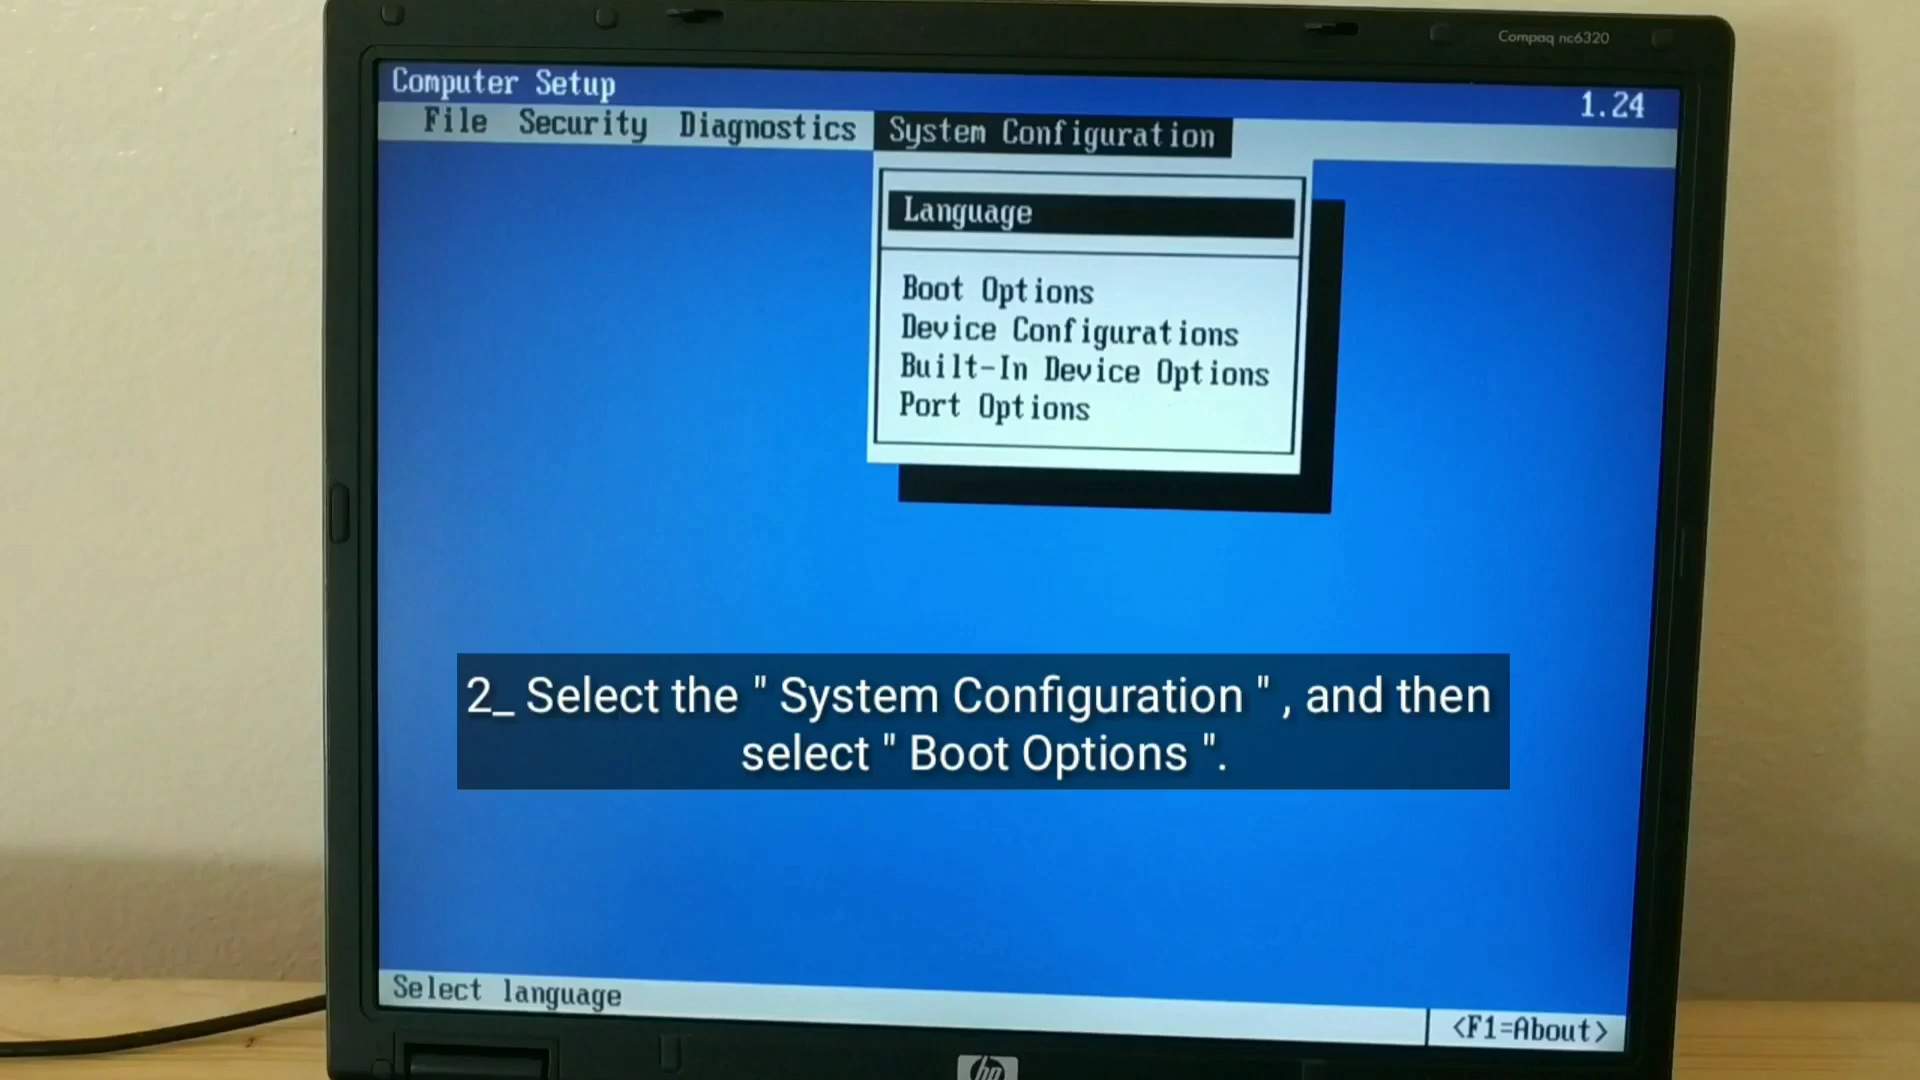 Compaq nc6320
Computer Setup
1.24
File Security Diagnostics System Configuration
Language
Boot Options
Device Configurations
Built-In Device Options
Port Options
2_ Select the " System Configuration " , and then
select " Boot Options ".
Select language
<F1=About>
hp